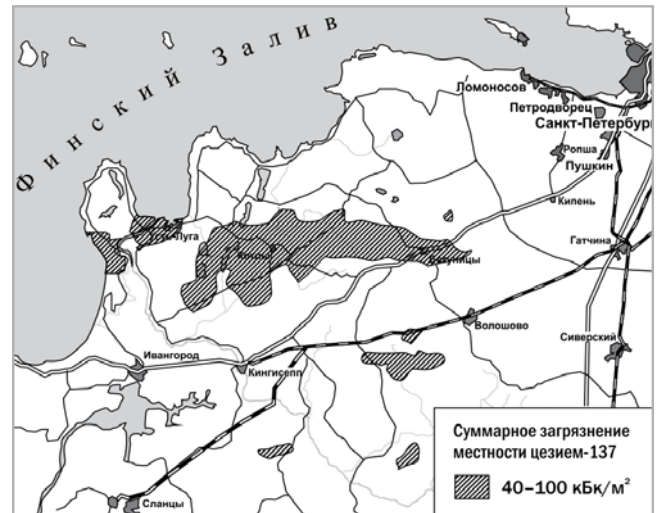 Финский Залив
Ломоносов
Петродворец
Санкт-Петербург
Ропша
Пушкин
Кипень
Усть-Луга
Котлы
Гатчина
Бегуницы
Волошово
Сиверский
Ивангород
Кингисепп
Сланцы
Суммарное загрязнение
местности цезием-137
40–100 кБк/м²